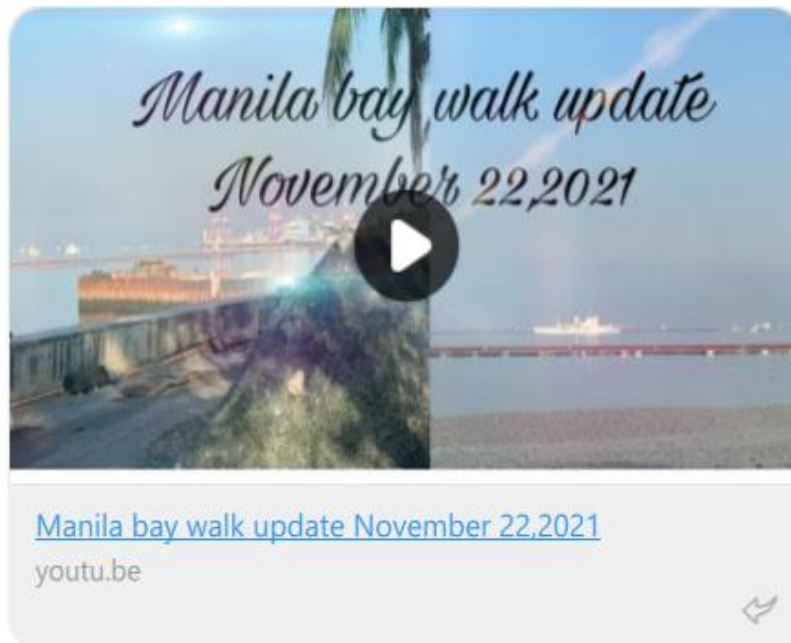 Manila bay walk update
November 22,2021
Manila bay walk update November 22,2021
youtu.be